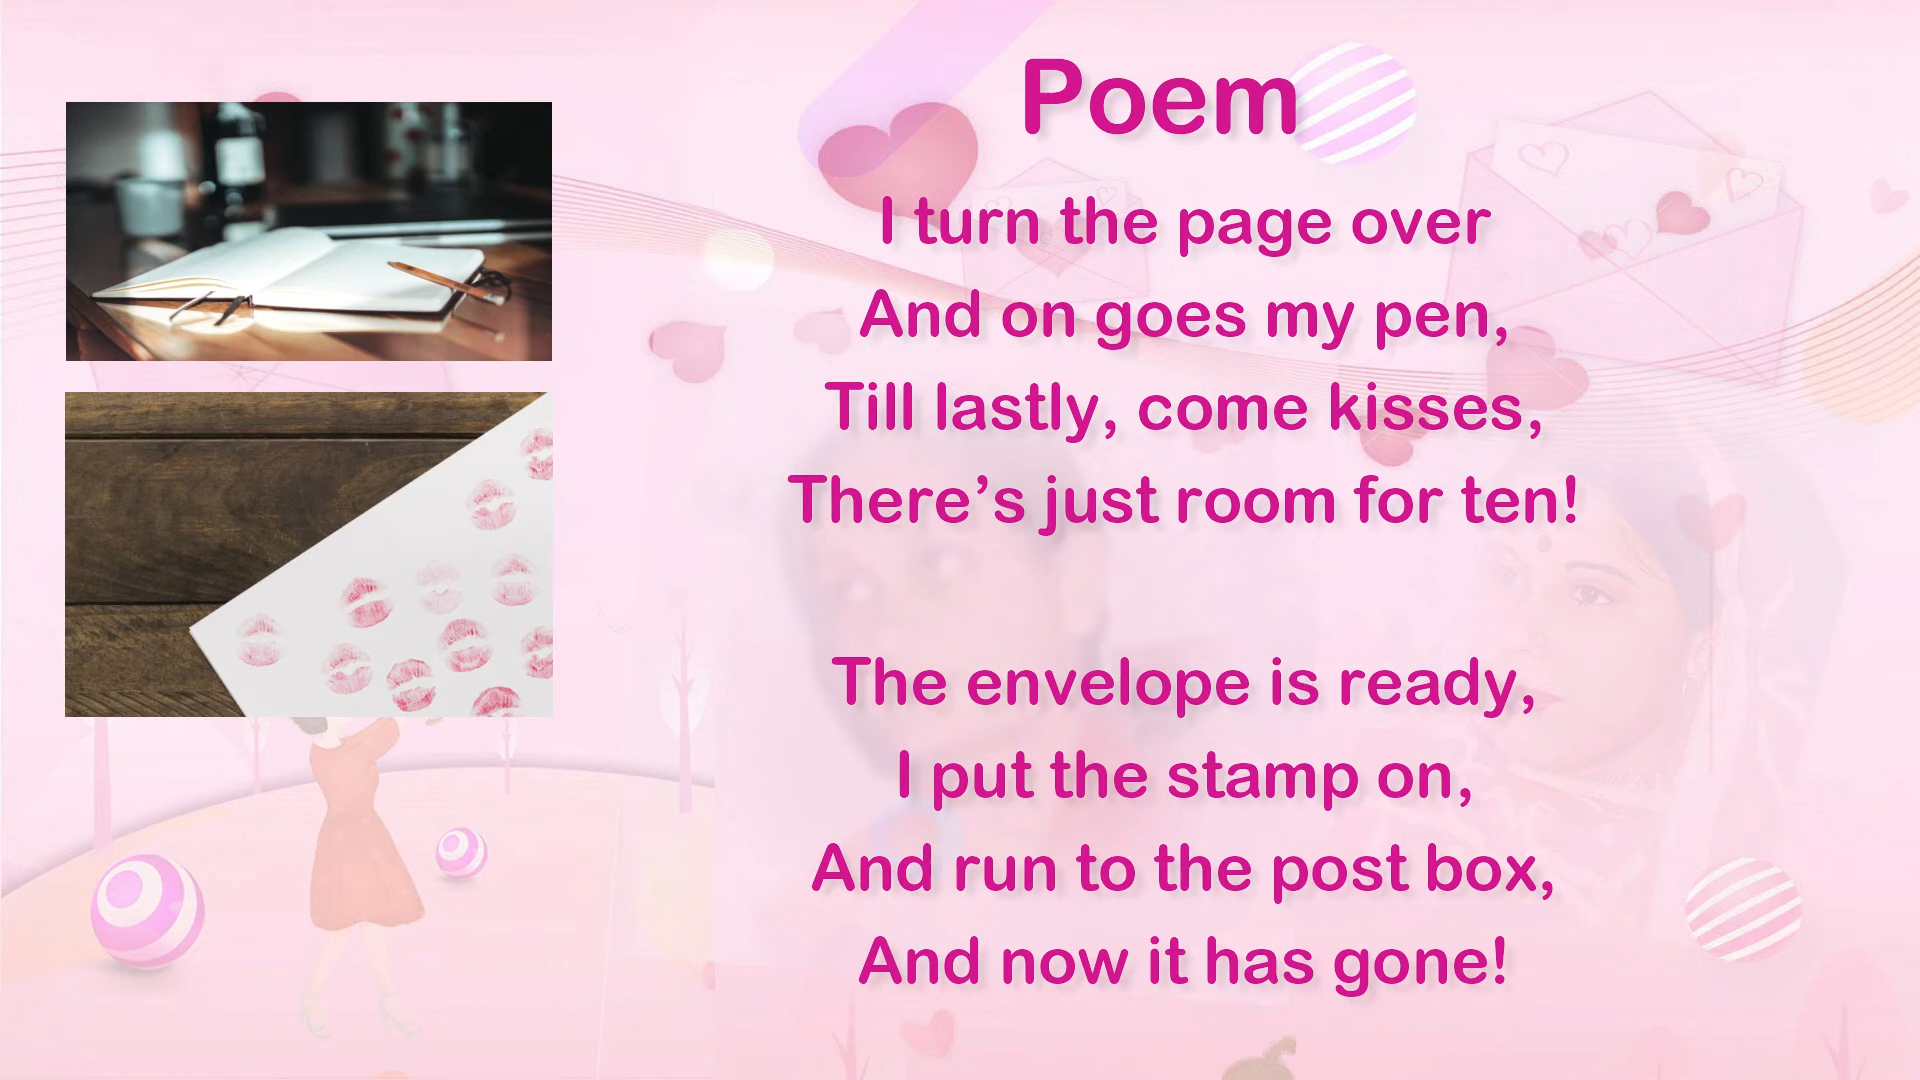 Poem
I turn the page over
And on goes my pen,
Till lastly, come kisses,
There’s just room for ten!
The envelope is ready,
I put the stamp on,
And run to the post box,
And now it has gone!